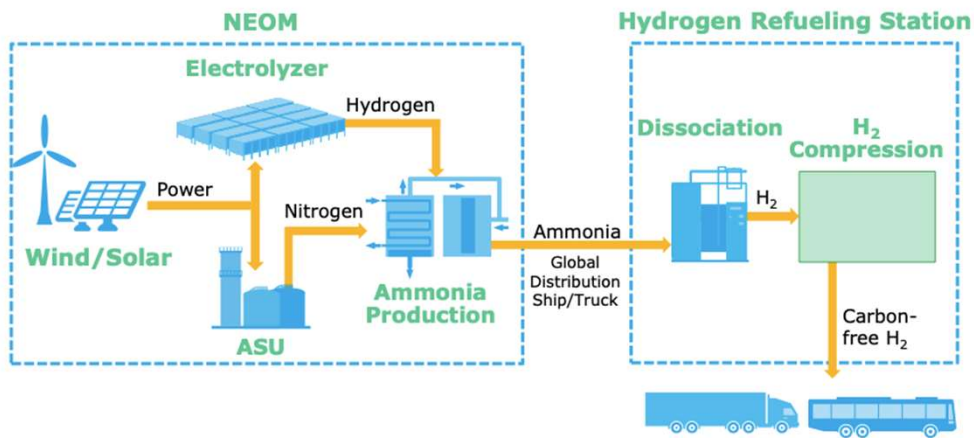 NEOM
Electrolyzer
Hydrogen
Power
Wind/Solar
Nitrogen
ASU
Ammonia
Production
Ammonia
Global
Distribution
Ship/Truck
Hydrogen Refueling Station
Dissociation
H₂
H₂
Compression
Carbon-
free H₂